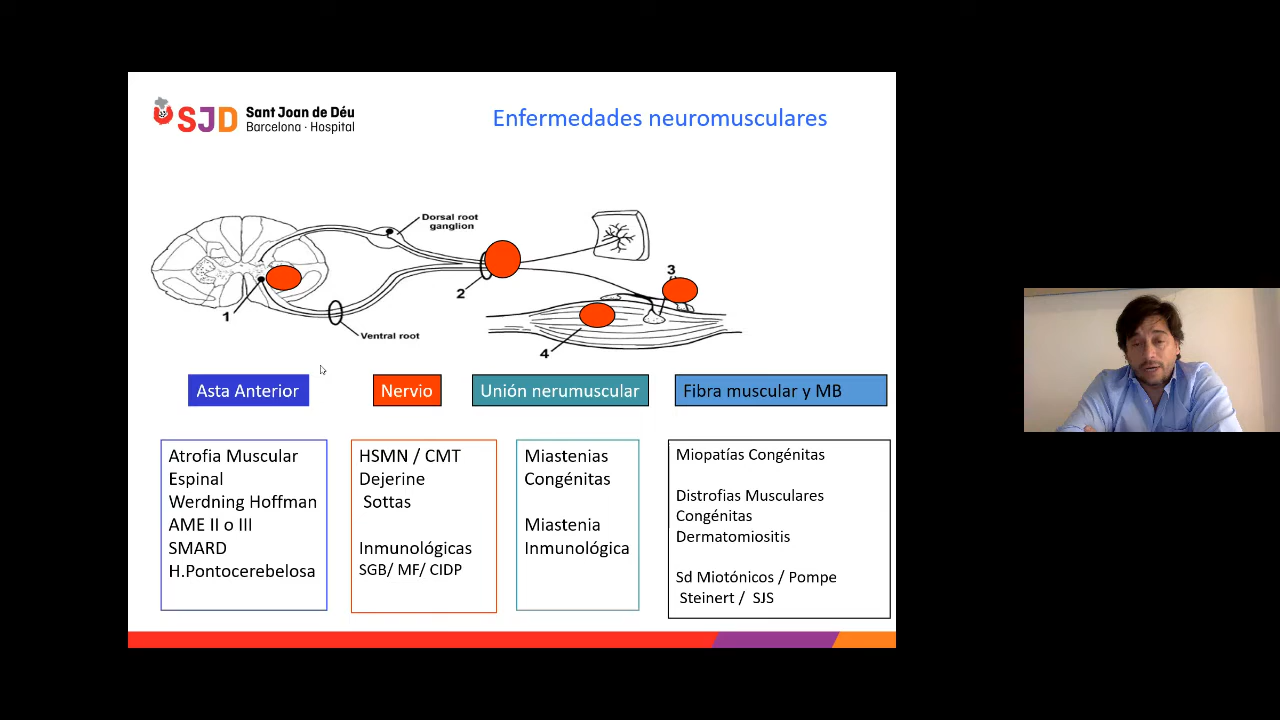 SJD Sant Joan de Déu
Barcelona · Hospital
Enfermedades neuromusculares
Dorsal root
ganglion
1
2
3
4
Ventral root
Asta Anterior
Nervio
Unión nerumuscular
Fibra muscular y MB
Atrofia Muscular
Espinal
Werdning Hoffman
AME II o III
SMARD
H.Pontocerebelosa
HSMN / CMT
Dejerine
Sottas
Inmunológicas
SGB/ MF/ CIDP
Miastenias
Congénitas
Miastenia
Inmunológica
Miopatías Congénitas
Distrofias Musculares
Congénitas
Dermatomiositis
Sd Miotónicos / Pompe
Steinert / SJS